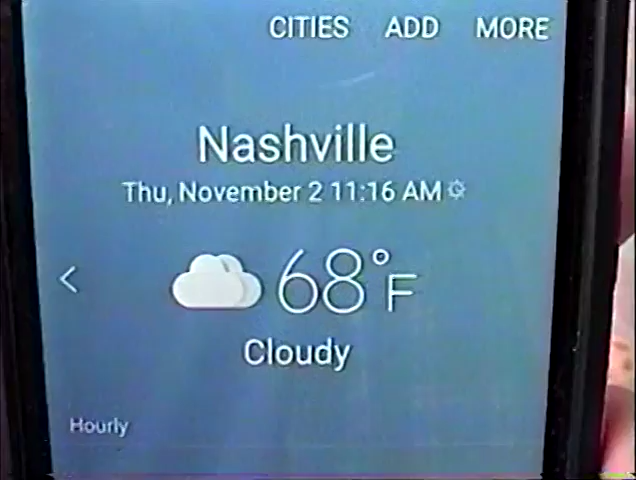 CITIES ADD MORE
Nashville
Thu, November 2 11:16 AM
68°F
Cloudy
Hourly